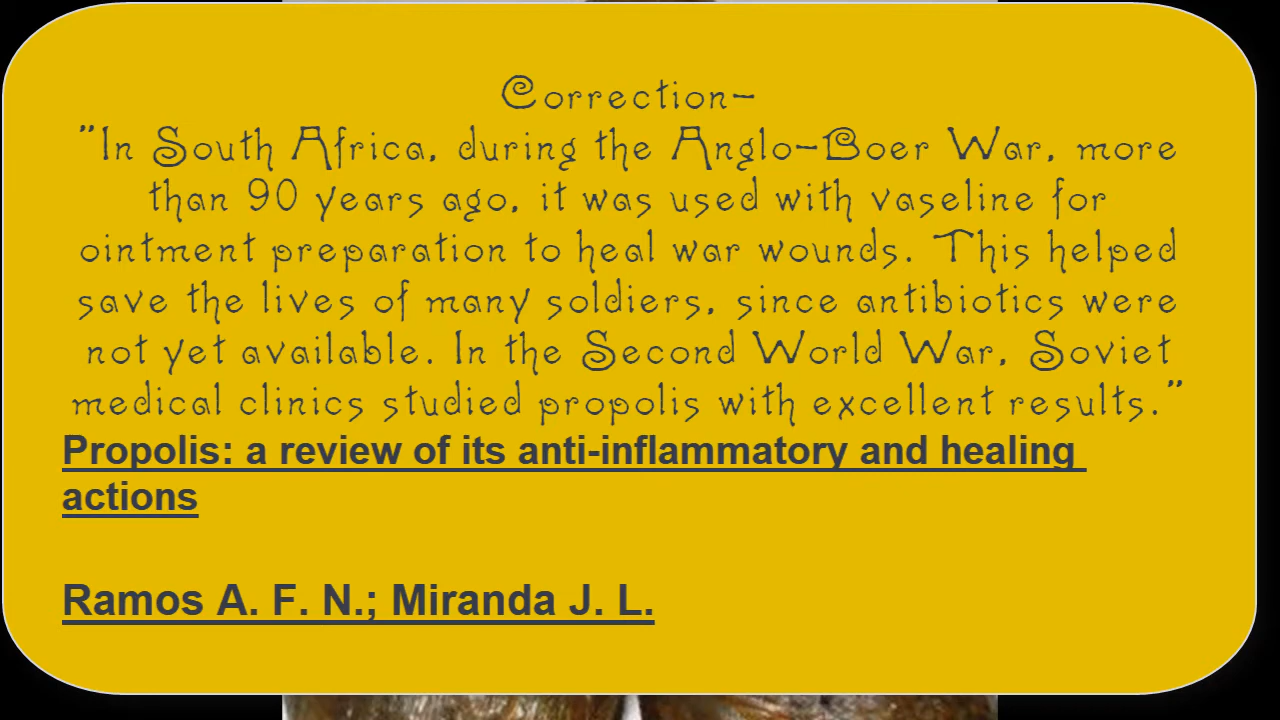 Correction-
"In South Africa, during the Anglo-Boer War, more
than 90 years ago, it was used with vaseline for
ointment preparation to heal war wounds. This helped
save the lives of many soldiers, since antibiotics were
not yet available. In the Second World War, Soviet
medical clinics studied propolis with excellent results."
Propolis: a review of its anti-inflammatory and healing
actions
Ramos A. F. N.; Miranda J. L.